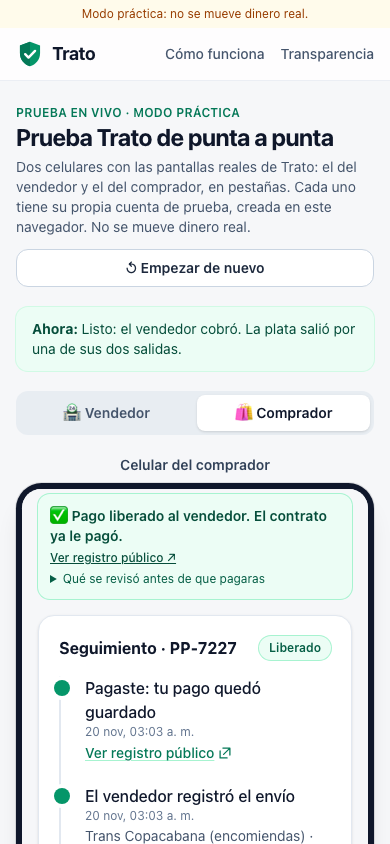 Modo práctica: no se mueve dinero real.
Trato
Cómo funciona
Transparencia
PRUEBA EN VIVO · MODO PRÁCTICA
Prueba Trato de punta a punta
Dos celulares con las pantallas reales de Trato: el del
vendedor y el del comprador, en pestañas. Cada uno
tiene su propia cuenta de prueba, creada en este
navegador. No se mueve dinero real.
Empezar de nuevo
Ahora: Listo: el vendedor cobró. La plata salió por
una de sus dos salidas.
Vendedor
Comprador
Celular del comprador
Pago liberado al vendedor. El contrato
ya le pagó.
Ver registro público ↗
Qué se revisó antes de que pagaras
Seguimiento · PP-7227
Liberado
Pagaste: tu pago quedó
guardado
20 nov, 03:03 a. m.
Ver registro público
El vendedor registró el envío
20 nov, 03:03 a. m.
Trans Copacabana (encomiendas) ·